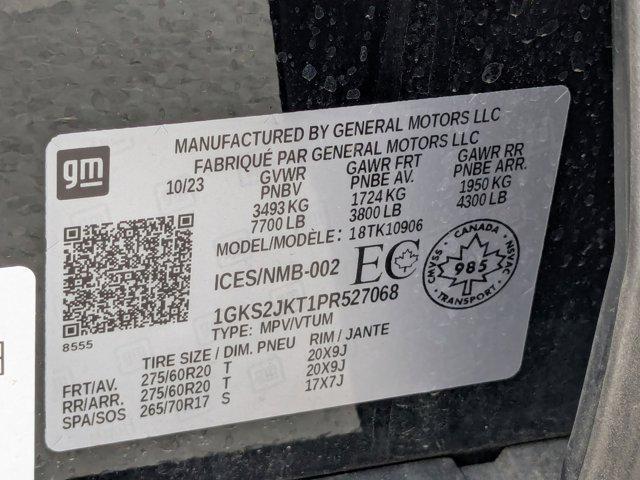 MANUFACTURED BY GENERAL MOTORS LLC
FABRIQUÉ PAR GENERAL MOTORS LLC
gm
10/23 GVWR GAWR FRT GAWR RR
PNBV PNBE AV. PNBE ARR.
3493 KG 1724 KG 1950 KG
7700 LB 3800 LB 4300 LB
MODEL/MODÈLE: 18TK10906
ICES/NMB-002 EC
CANADA
CMVSS 985 NSVAC
TRANSPORT
1GKS2JKT1PR527068
TYPE: MPV/VTUM
8555
TIRE SIZE / DIM. PNEU RIM / JANTE
FRT/AV. 275/60R20 T 20X9J
RR/ARR. 275/60R20 T 20X9J
SPA/SOS 265/70R17 S 17X7J